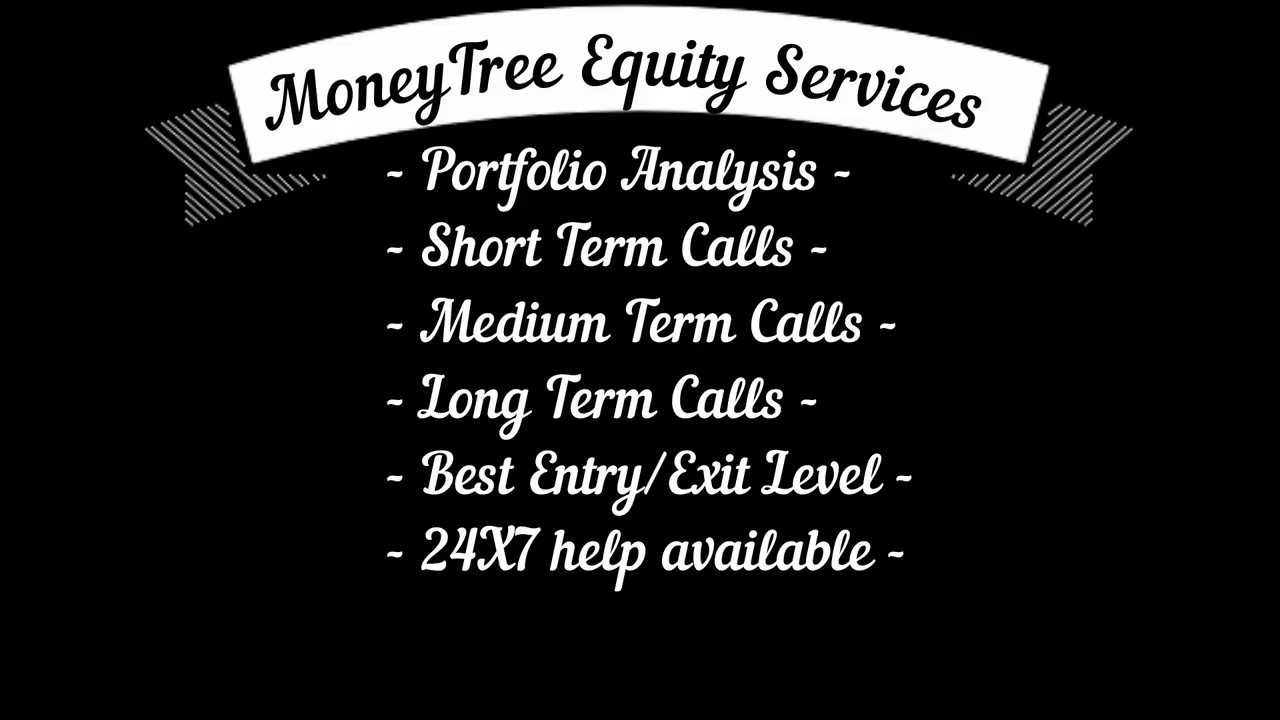 MoneyTree Equity Services
- Portfolio Analysis -
- Short Term Calls -
- Medium Term Calls -
- Long Term Calls -
- Best Entry/Exit Level -
- 24X7 help available -